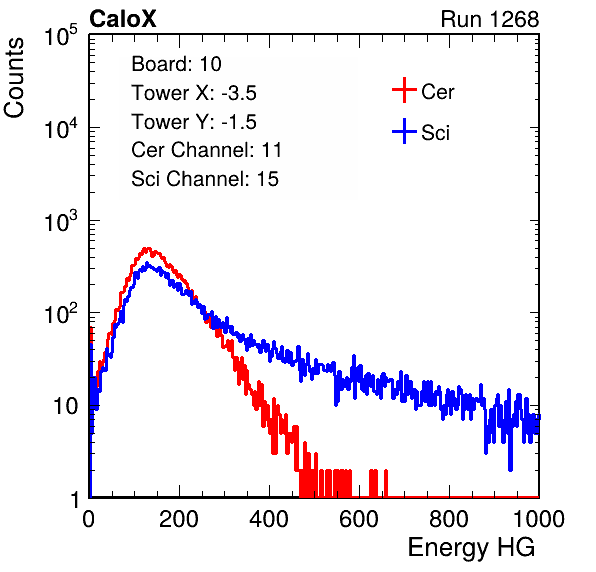 CaloX Run 1268
Counts
10^5
10^4
10^3
10^2
10
1
Board: 10
Tower X: -3.5
Tower Y: -1.5
Cer Channel: 11
Sci Channel: 15
Cer
Sci
0 200 400 600 800 1000
Energy HG